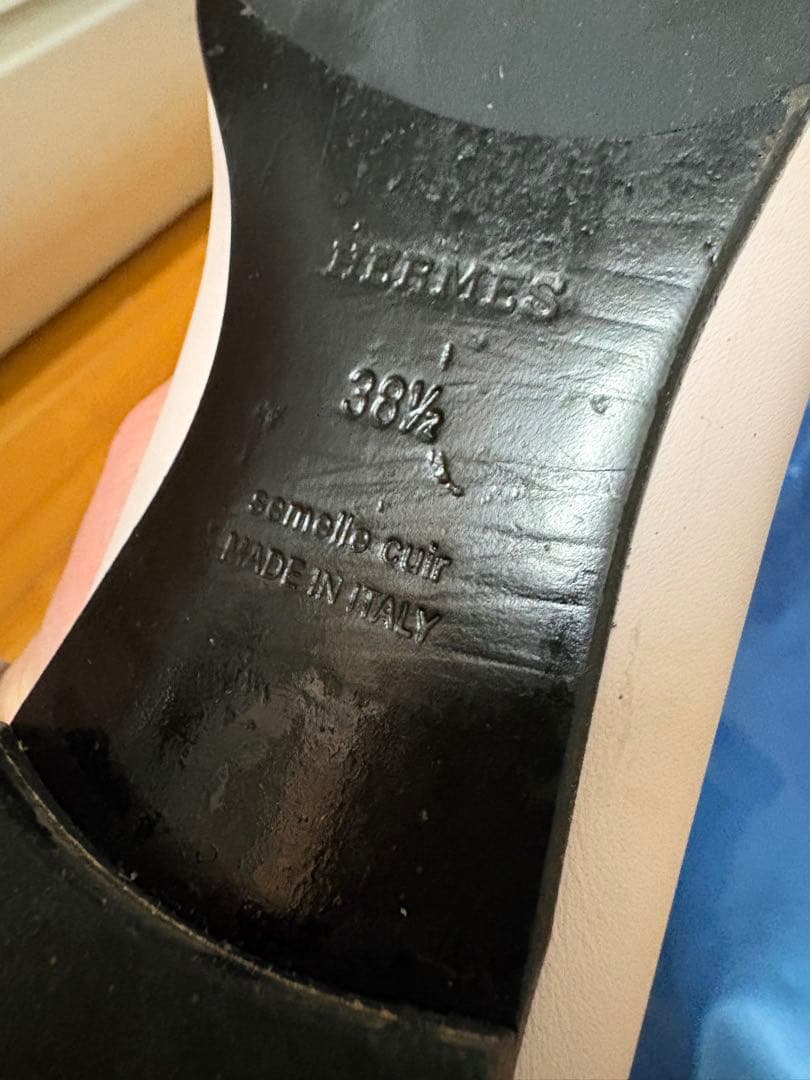 HERMES
38½
semelle cuir
MADE IN ITALY